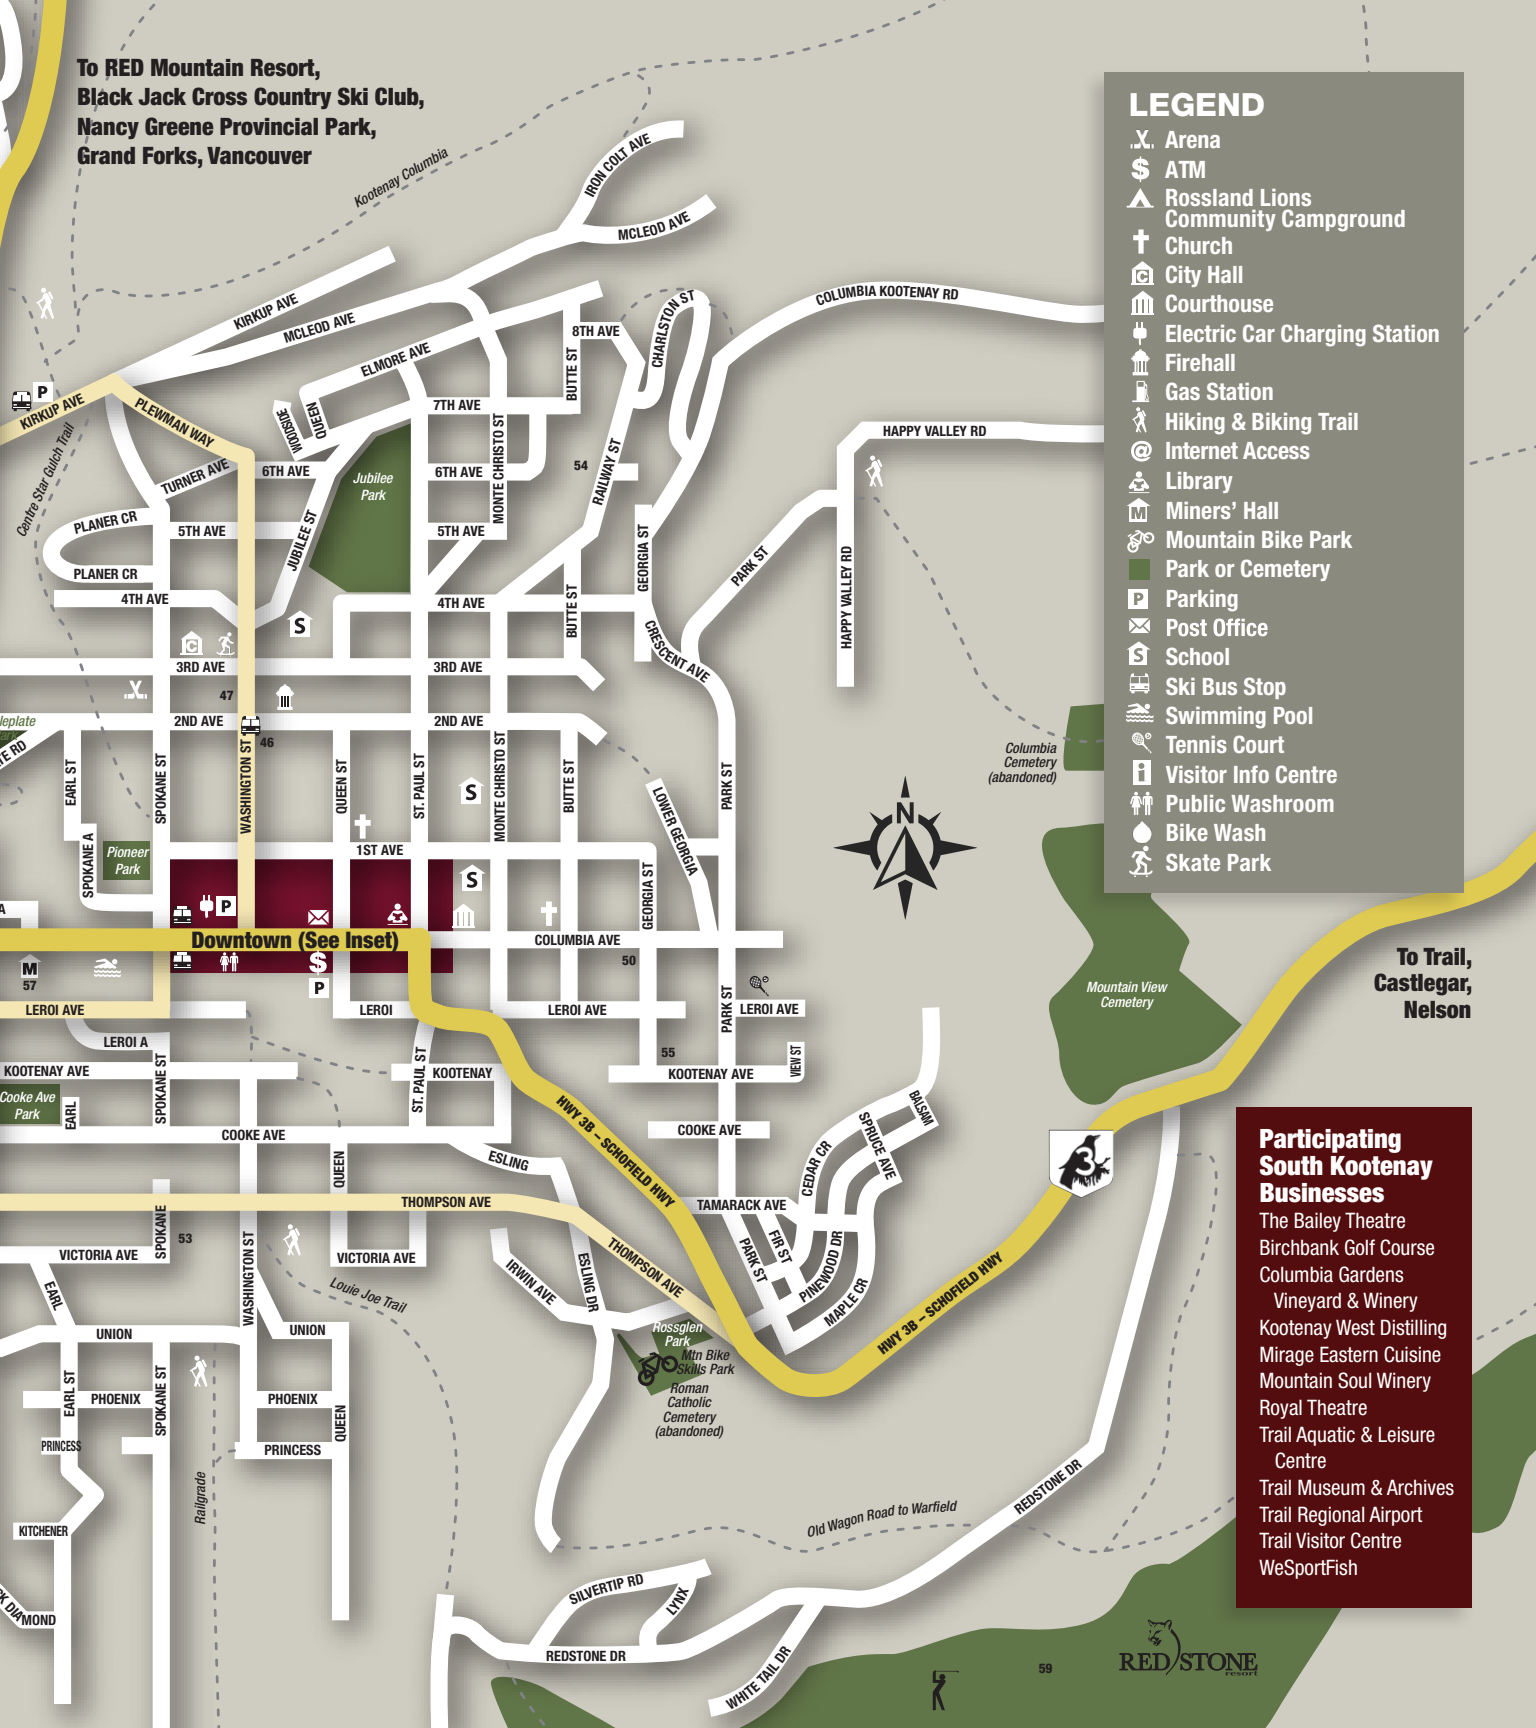 To RED Mountain Resort,
Black Jack Cross Country Ski Club,
Nancy Greene Provincial Park,
Grand Forks, Vancouver
Kootenay Columbia
IRON COLT AVE
MCLEOD AVE
KIRKUP AVE
MCLEOD AVE
COLUMBIA KOOTENAY RD
CHARLSTON ST
8TH AVE
ELMORE AVE
BUTTE ST
P
KIRKUP AVE
PLEWMAN WAY
WOODSIDE
QUEEN
7TH AVE
HAPPY VALLEY RD
Centre Star Gulch Trail
TURNER AVE
6TH AVE
Jubilee
Park
6TH AVE
MONTE CHRISTO ST
54
RAILWAY ST
PLANER CR
5TH AVE
JUBILEE ST
5TH AVE
GEORGIA ST
PARK ST
HAPPY VALLEY RD
PLANER CR
4TH AVE
4TH AVE
BUTTE ST
S
C
CRESCENT AVE
3RD AVE
3RD AVE
47
2ND AVE
2ND AVE
46
EARL ST
SPOKANE ST
WASHINGTON ST
QUEEN ST
ST. PAUL ST
MONTE CHRISTO ST
BUTTE ST
LOWER GEORGIA
PARK ST
S
N
Columbia
Cemetery
(abandoned)
SPOKANE A
Pioneer
Park
1ST AVE
GEORGIA ST
S
P
Downtown (See Inset)
COLUMBIA AVE
50
M
57
$
P
LEROI AVE
LEROI
LEROI AVE
PARK ST
LEROI AVE
Mountain View
Cemetery
To Trail,
Castlegar,
Nelson
LEROI A
55
VIEW ST
KOOTENAY AVE
SPOKANE ST
ST. PAUL ST
KOOTENAY
KOOTENAY AVE
Cooke Ave
Park
EARL
COOKE AVE
COOKE AVE
HWY 3B – SCHOFIELD HWY
BALSAM
SPRUCE AVE
CEDAR CR
ESLING
QUEEN
3
THOMPSON AVE
TAMARACK AVE
SPOKANE
53
VICTORIA AVE
WASHINGTON ST
VICTORIA AVE
THOMPSON AVE
PARK ST
FIR ST
PINEWOOD DR
MAPLE CR
HWY 3B – SCHOFIELD HWY
IRWIN AVE
ESLING DR
EARL
Louie Joe Trail
UNION
UNION
Rossglen
Park
Mtn Bike
Skills Park
Roman
Catholic
Cemetery
(abandoned)
EARL ST
PHOENIX
SPOKANE ST
PHOENIX
QUEEN
PRINCESS
PRINCESS
Railgrade
KITCHENER
MOND
Old Wagon Road to Warfield
REDSTONE DR
SILVERTIP RD
LYNX
REDSTONE DR
WHITE TAIL DR
59
REDSTONE
resort
LEGEND
Arena
$ ATM
Rossland Lions
Community Campground
Church
C City Hall
Courthouse
Electric Car Charging Station
Firehall
Gas Station
Hiking & Biking Trail
@ Internet Access
Library
M Miners' Hall
Mountain Bike Park
Park or Cemetery
P Parking
Post Office
S School
Ski Bus Stop
Swimming Pool
Tennis Court
i Visitor Info Centre
Public Washroom
Bike Wash
Skate Park
Participating
South Kootenay
Businesses
The Bailey Theatre
Birchbank Golf Course
Columbia Gardens
Vineyard & Winery
Kootenay West Distilling
Mirage Eastern Cuisine
Mountain Soul Winery
Royal Theatre
Trail Aquatic & Leisure
Centre
Trail Museum & Archives
Trail Regional Airport
Trail Visitor Centre
WeSportFish